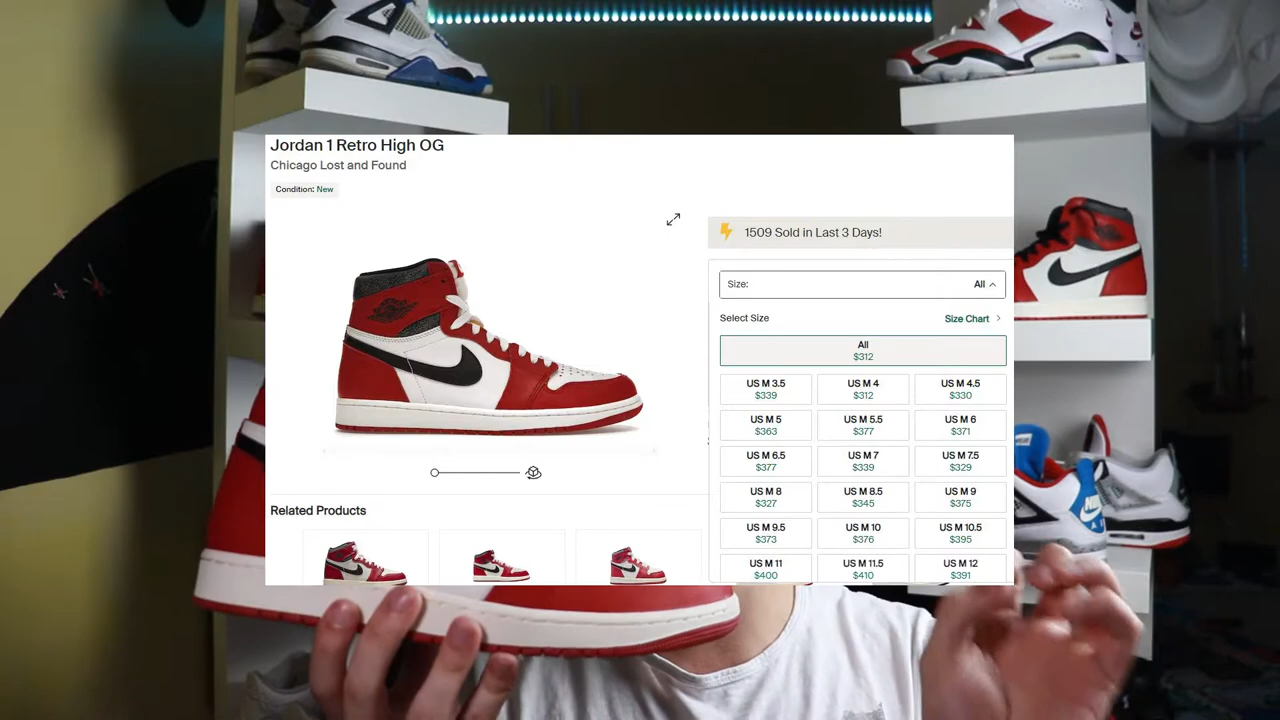 Jordan 1 Retro High OG
Chicago Lost and Found
Condition: New
1509 Sold in Last 3 Days!
Size: All
Select Size Size Chart
All
$312
US M 3.5 US M 4 US M 4.5
$339 $312 $330
US M 5 US M 5.5 US M 6
$363 $377 $371
US M 6.5 US M 7 US M 7.5
$377 $339 $329
US M 8 US M 8.5 US M 9
$327 $345 $375
US M 9.5 US M 10 US M 10.5
$373 $376 $395
US M 11 US M 11.5 US M 12
$400 $410 $391
Related Products